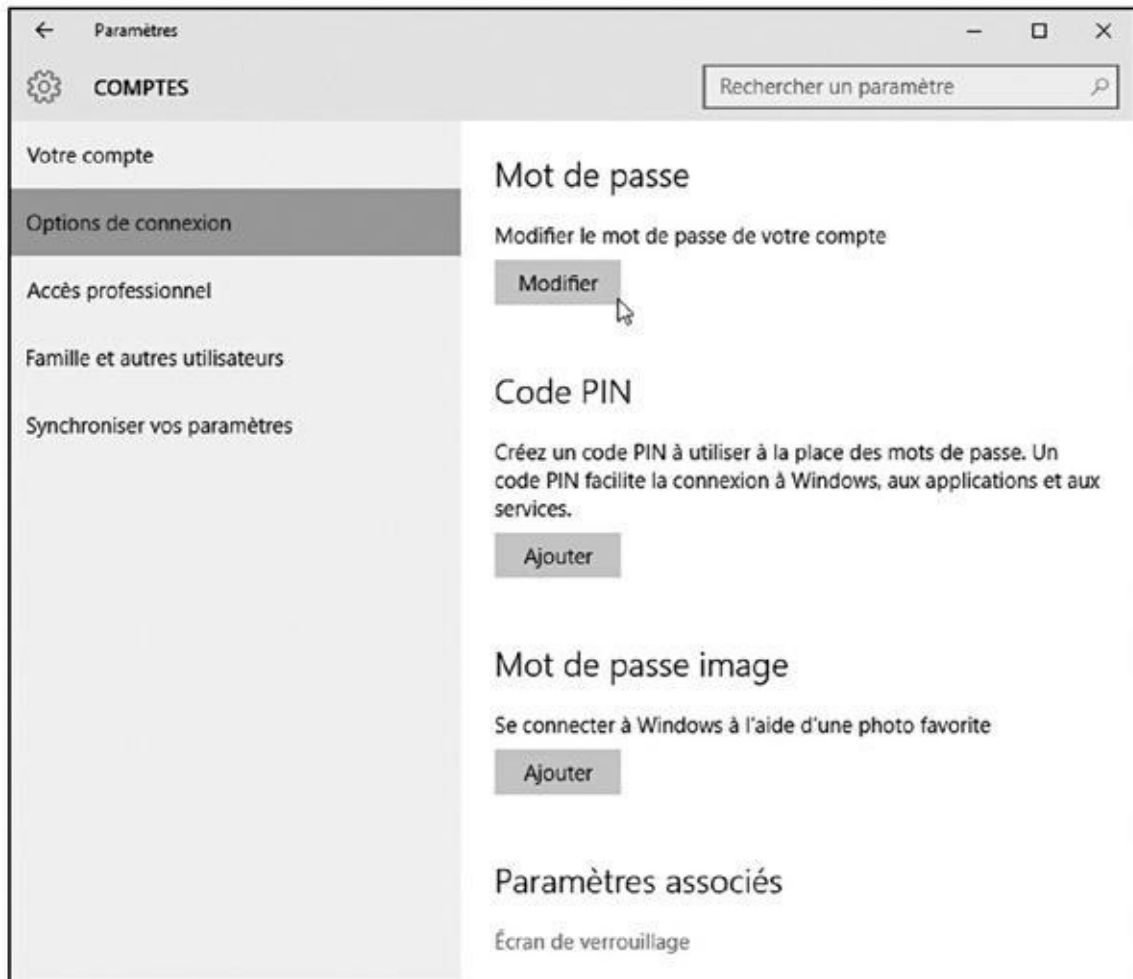 Paramètres
COMPTES
Rechercher un paramètre
Votre compte
Options de connexion
Accès professionnel
Famille et autres utilisateurs
Synchroniser vos paramètres
Mot de passe
Modifier le mot de passe de votre compte
Modifier
Code PIN
Créez un code PIN à utiliser à la place des mots de passe. Un
code PIN facilite la connexion à Windows, aux applications et aux
services.
Ajouter
Mot de passe image
Se connecter à Windows à l'aide d'une photo favorite
Ajouter
Paramètres associés
Écran de verrouillage